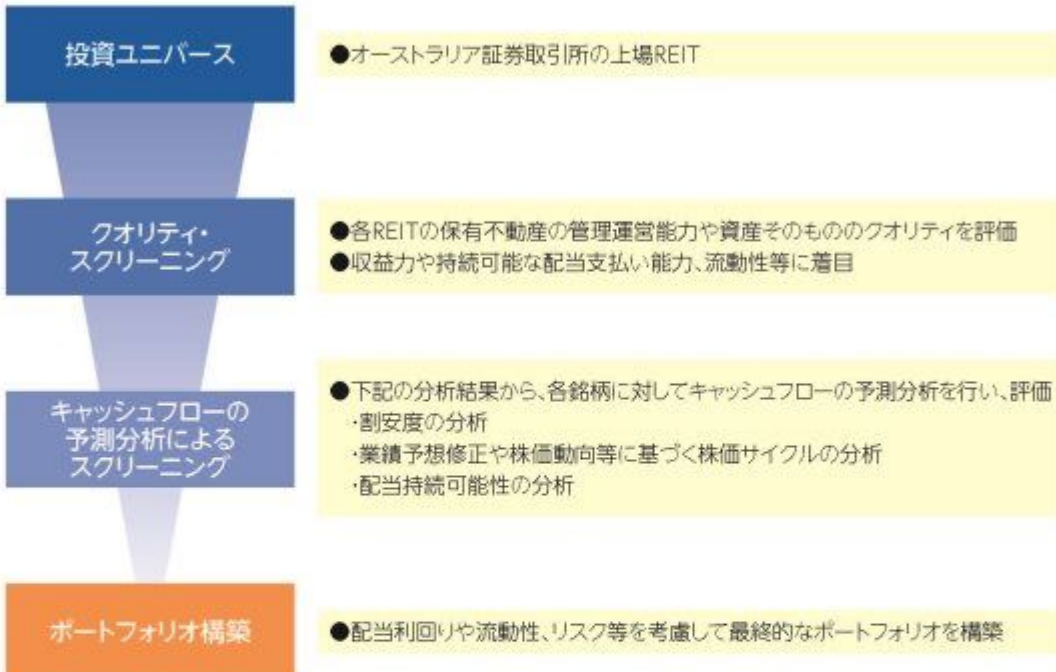 投資ユニバース
●オーストラリア証券取引所の上場REIT
クオリティ・
スクリーニング
●各REITの保有不動産の管理運営能力や資産そのもののクオリティを評価
●収益力や持続可能な配当支払い能力、流動性等に着目
キャッシュフローの
予測分析による
スクリーニング
●下記の分析結果から、各銘柄に対してキャッシュフローの予測分析を行い、評価
・割安度の分析
・業績予想修正や株価動向等に基づく株価サイクルの分析
・配当持続可能性の分析
ポートフォリオ構築
●配当利回りや流動性、リスク等を考慮して最終的なポートフォリオを構築